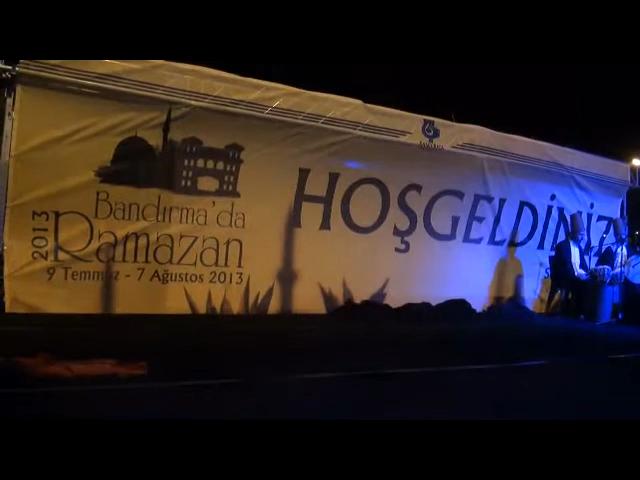 Bandırma'da
2013
Ramazan
9 Temmuz - 7 Ağustos 2013
HOŞGELDİNİZ